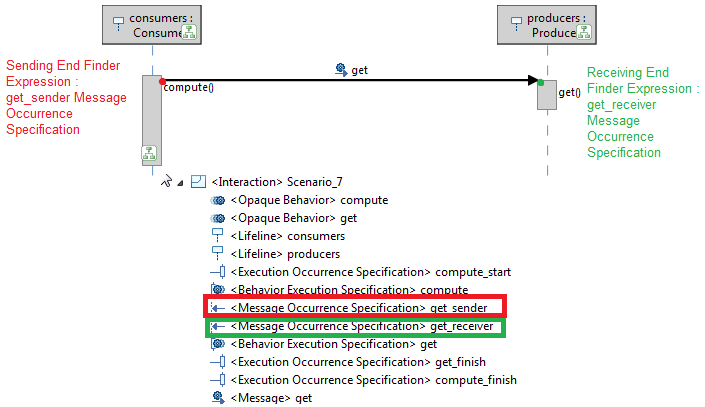 consumers :
Consume
producers :
Produce
Sending End Finder
Expression :
get_sender Message
Occurrence
Specification
get
compute()
get()
Receiving End
Finder Expression :
get_receiver
Message
Occurrence
Specification
<Interaction> Scenario_7
<Opaque Behavior> compute
<Opaque Behavior> get
<Lifeline> consumers
<Lifeline> producers
<Execution Occurrence Specification> compute_start
<Behavior Execution Specification> compute
<Message Occurrence Specification> get_sender
<Message Occurrence Specification> get_receiver
<Behavior Execution Specification> get
<Execution Occurrence Specification> get_finish
<Execution Occurrence Specification> compute_finish
<Message> get